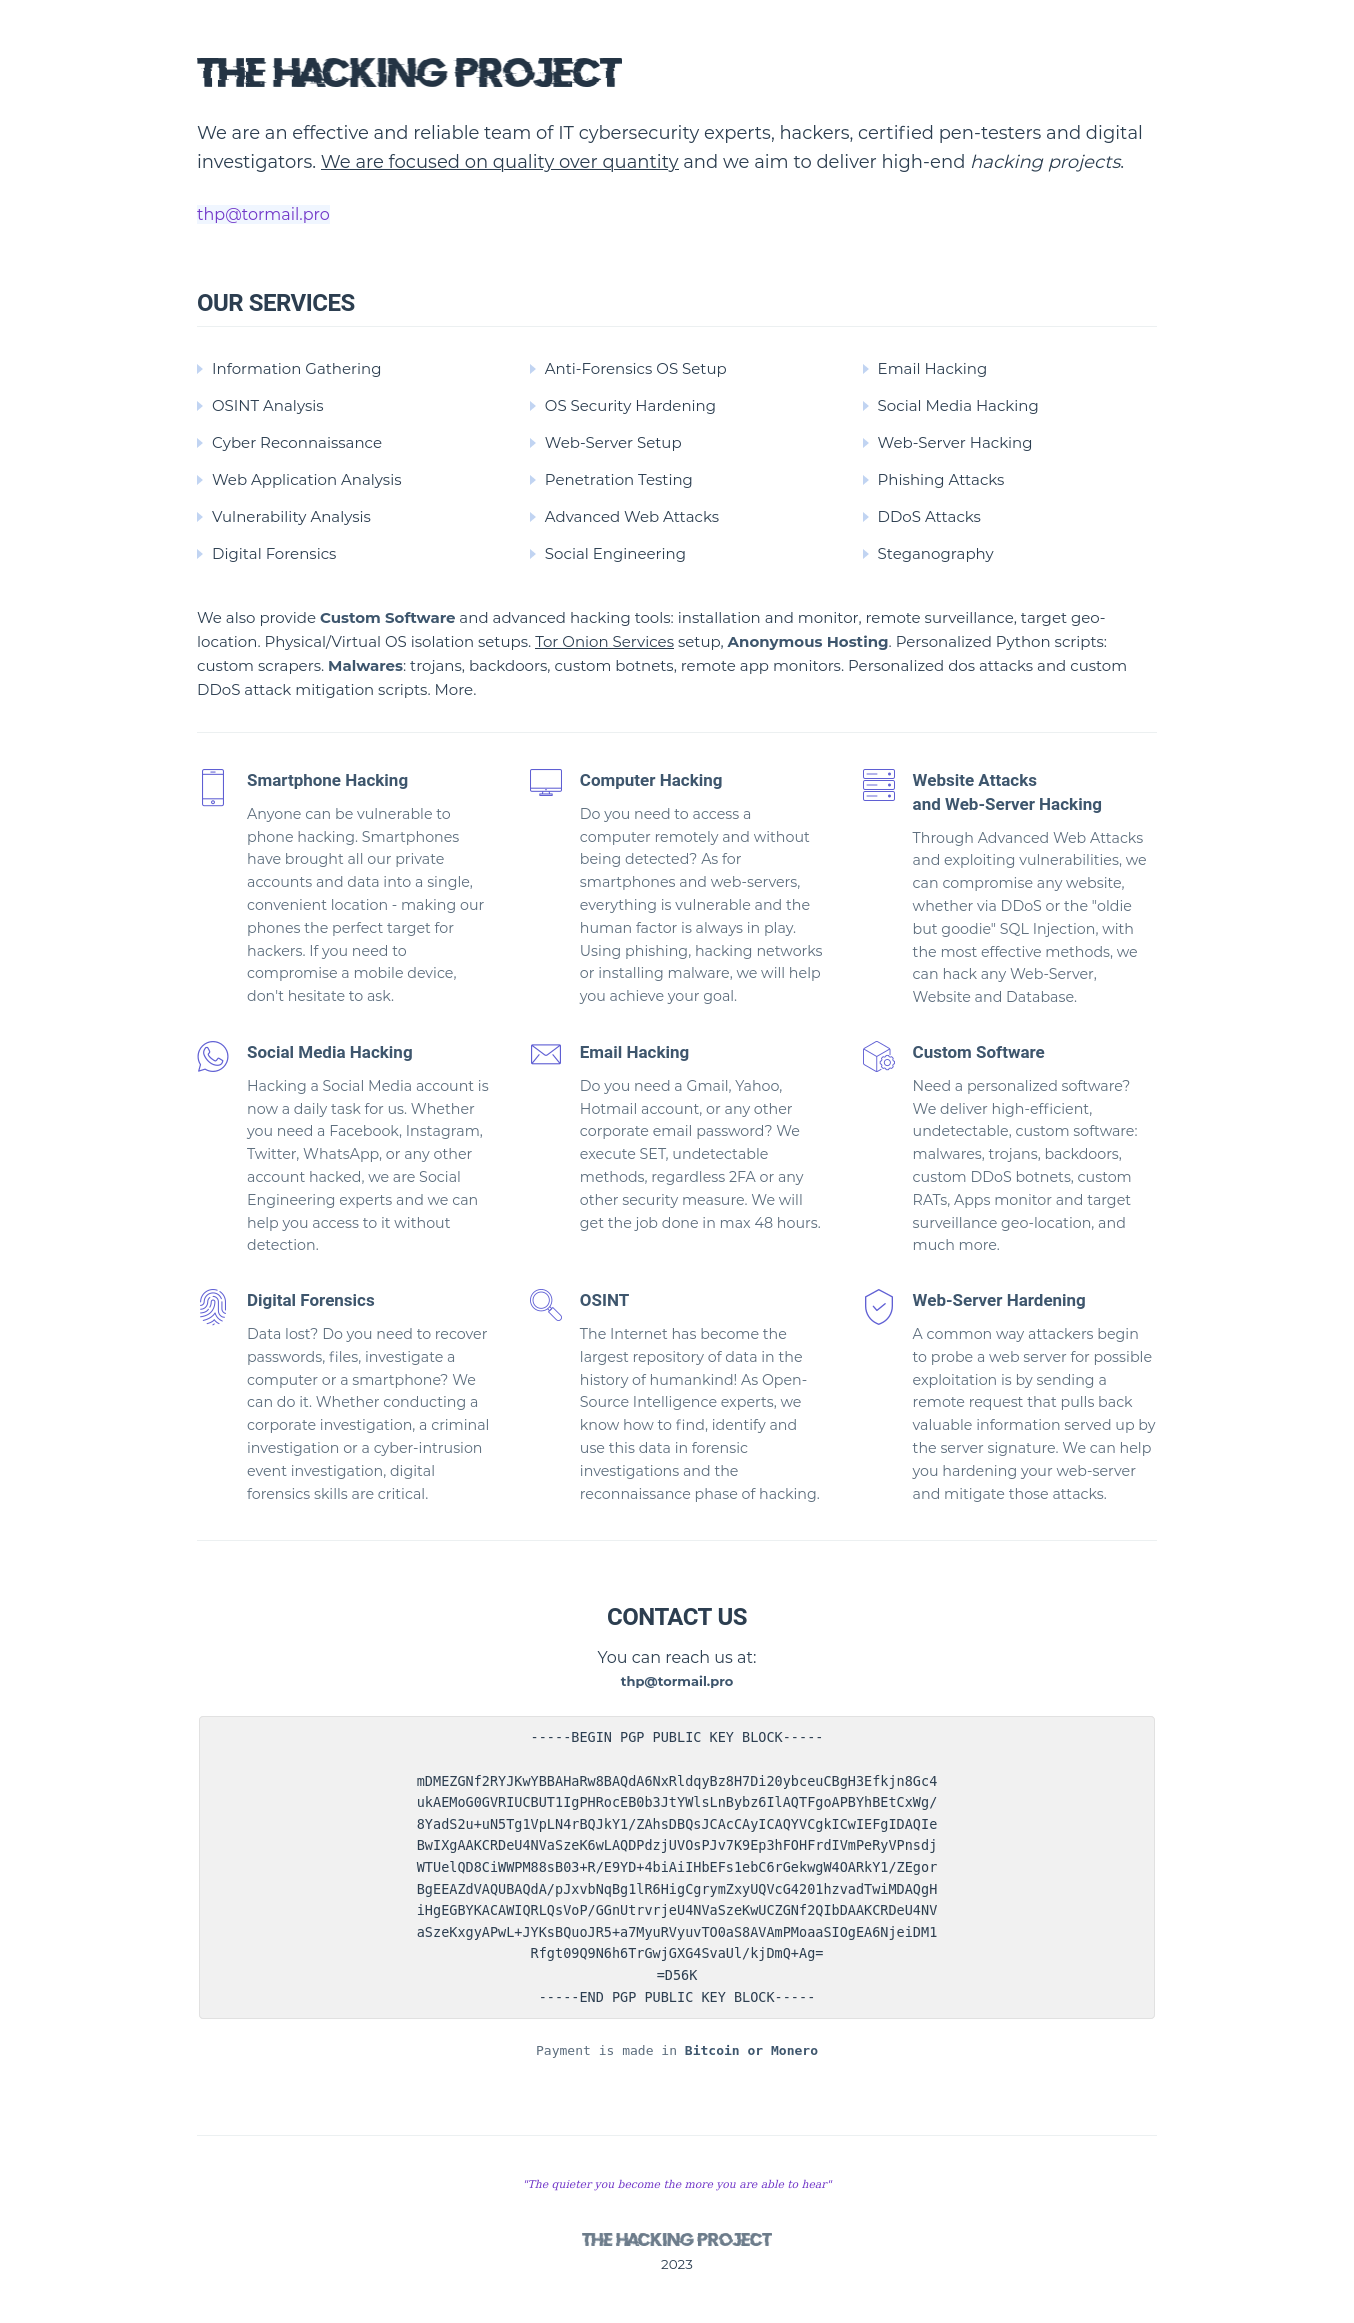 THE HACKING PROJECT
We are an effective and reliable team of IT cybersecurity experts, hackers, certified pen-testers and digital
investigators. We are focused on quality over quantity and we aim to deliver high-end hacking projects.
thp@tormail.pro
OUR SERVICES
Information Gathering
OSINT Analysis
Cyber Reconnaissance
Web Application Analysis
Vulnerability Analysis
Digital Forensics
Anti-Forensics OS Setup
OS Security Hardening
Web-Server Setup
Penetration Testing
Advanced Web Attacks
Social Engineering
Email Hacking
Social Media Hacking
Web-Server Hacking
Phishing Attacks
DDoS Attacks
Steganography
We also provide Custom Software and advanced hacking tools: installation and monitor, remote surveillance, target geo-
location. Physical/Virtual OS isolation setups. Tor Onion Services setup, Anonymous Hosting. Personalized Python scripts:
custom scrapers. Malwares: trojans, backdoors, custom botnets, remote app monitors. Personalized dos attacks and custom
DDoS attack mitigation scripts. More.
Smartphone Hacking
Anyone can be vulnerable to
phone hacking. Smartphones
have brought all our private
accounts and data into a single,
convenient location - making our
phones the perfect target for
hackers. If you need to
compromise a mobile device,
don't hesitate to ask.
Computer Hacking
Do you need to access a
computer remotely and without
being detected? As for
smartphones and web-servers,
everything is vulnerable and the
human factor is always in play.
Using phishing, hacking networks
or installing malware, we will help
you achieve your goal.
Website Attacks
and Web-Server Hacking
Through Advanced Web Attacks
and exploiting vulnerabilities, we
can compromise any website,
whether via DDoS or the "oldie
but goodie" SQL Injection, with
the most effective methods, we
can hack any Web-Server,
Website and Database.
Social Media Hacking
Hacking a Social Media account is
now a daily task for us. Whether
you need a Facebook, Instagram,
Twitter, WhatsApp, or any other
account hacked, we are Social
Engineering experts and we can
help you access to it without
detection.
Email Hacking
Do you need a Gmail, Yahoo,
Hotmail account, or any other
corporate email password? We
execute SET, undetectable
methods, regardless 2FA or any
other security measure. We will
get the job done in max 48 hours.
Custom Software
Need a personalized software?
We deliver high-efficient,
undetectable, custom software:
malwares, trojans, backdoors,
custom DDoS botnets, custom
RATs, Apps monitor and target
surveillance geo-location, and
much more.
Digital Forensics
Data lost? Do you need to recover
passwords, files, investigate a
computer or a smartphone? We
can do it. Whether conducting a
corporate investigation, a criminal
investigation or a cyber-intrusion
event investigation, digital
forensics skills are critical.
OSINT
The Internet has become the
largest repository of data in the
history of humankind! As Open-
Source Intelligence experts, we
know how to find, identify and
use this data in forensic
investigations and the
reconnaissance phase of hacking.
Web-Server Hardening
A common way attackers begin
to probe a web server for possible
exploitation is by sending a
remote request that pulls back
valuable information served up by
the server signature. We can help
you hardening your web-server
and mitigate those attacks.
CONTACT US
You can reach us at:
thp@tormail.pro
-----BEGIN PGP PUBLIC KEY BLOCK-----
mDMEZGNf2RYJKwYBBAHaRw8BAQdA6NxRldqyBz8H7Di20ybceuCBgH3Efkjn8Gc4
ukAEMoG0GVRIUCBUT1IgPHRocEB0b3JtYWlsLnBybz6IlAQTFgoAPBYhBEtCxWg/
8YadS2u+uN5Tg1VpLN4rBQJkY1/ZAhsDBQsJCAcCAyICAQYVCgkICwIEFgIDAQIe
BwIXgAAKCRDeU4NVaSzeK6wLAQDPdzjUVOsPJv7K9Ep3hFOHFrdIVmPeRyVPnsdj
WTUelQD8CiWWPM88sB03+R/E9YD+4biAiIHbEFs1ebC6rGekwgW4OARkY1/ZEgor
BgEEAZdVAQUBAQdA/pJxvbNqBg1lR6HigCgrymZxyUQVcG4201hzvadTwiMDAQgH
iHgEGBYKACAWIQRLQsVoP/GGnUtrvrjeU4NVaSzeKwUCZGNf2QIbDAAKCRDeU4NV
aSzeKxgyAPwL+JYKsBQuoJR5+a7MyuRVyuvTO0aS8AVAmPMoaaSIOgEA6NjeiDM1
Rfgt09Q9N6h6TrGwjGXG4SvaUl/kjDmQ+Ag=
=D56K
-----END PGP PUBLIC KEY BLOCK-----
Payment is made in Bitcoin or Monero
"The quieter you become the more you are able to hear"
THE HACKING PROJECT
2023